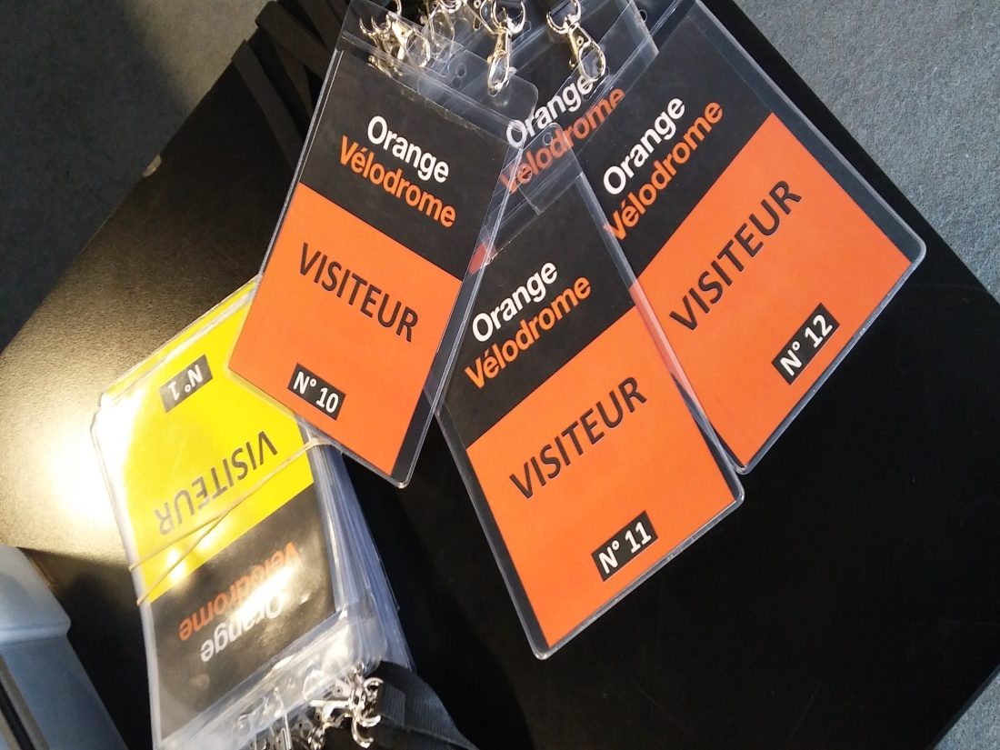 Orange
Vélodrome
VISITEUR
N° 10
Orange
Vélodrome
Orange
Vélodrome
VISITEUR
N° 12
Orange
Vélodrome
VISITEUR
N° 11
Orange
Vélodrome
VISITEUR
N° 1